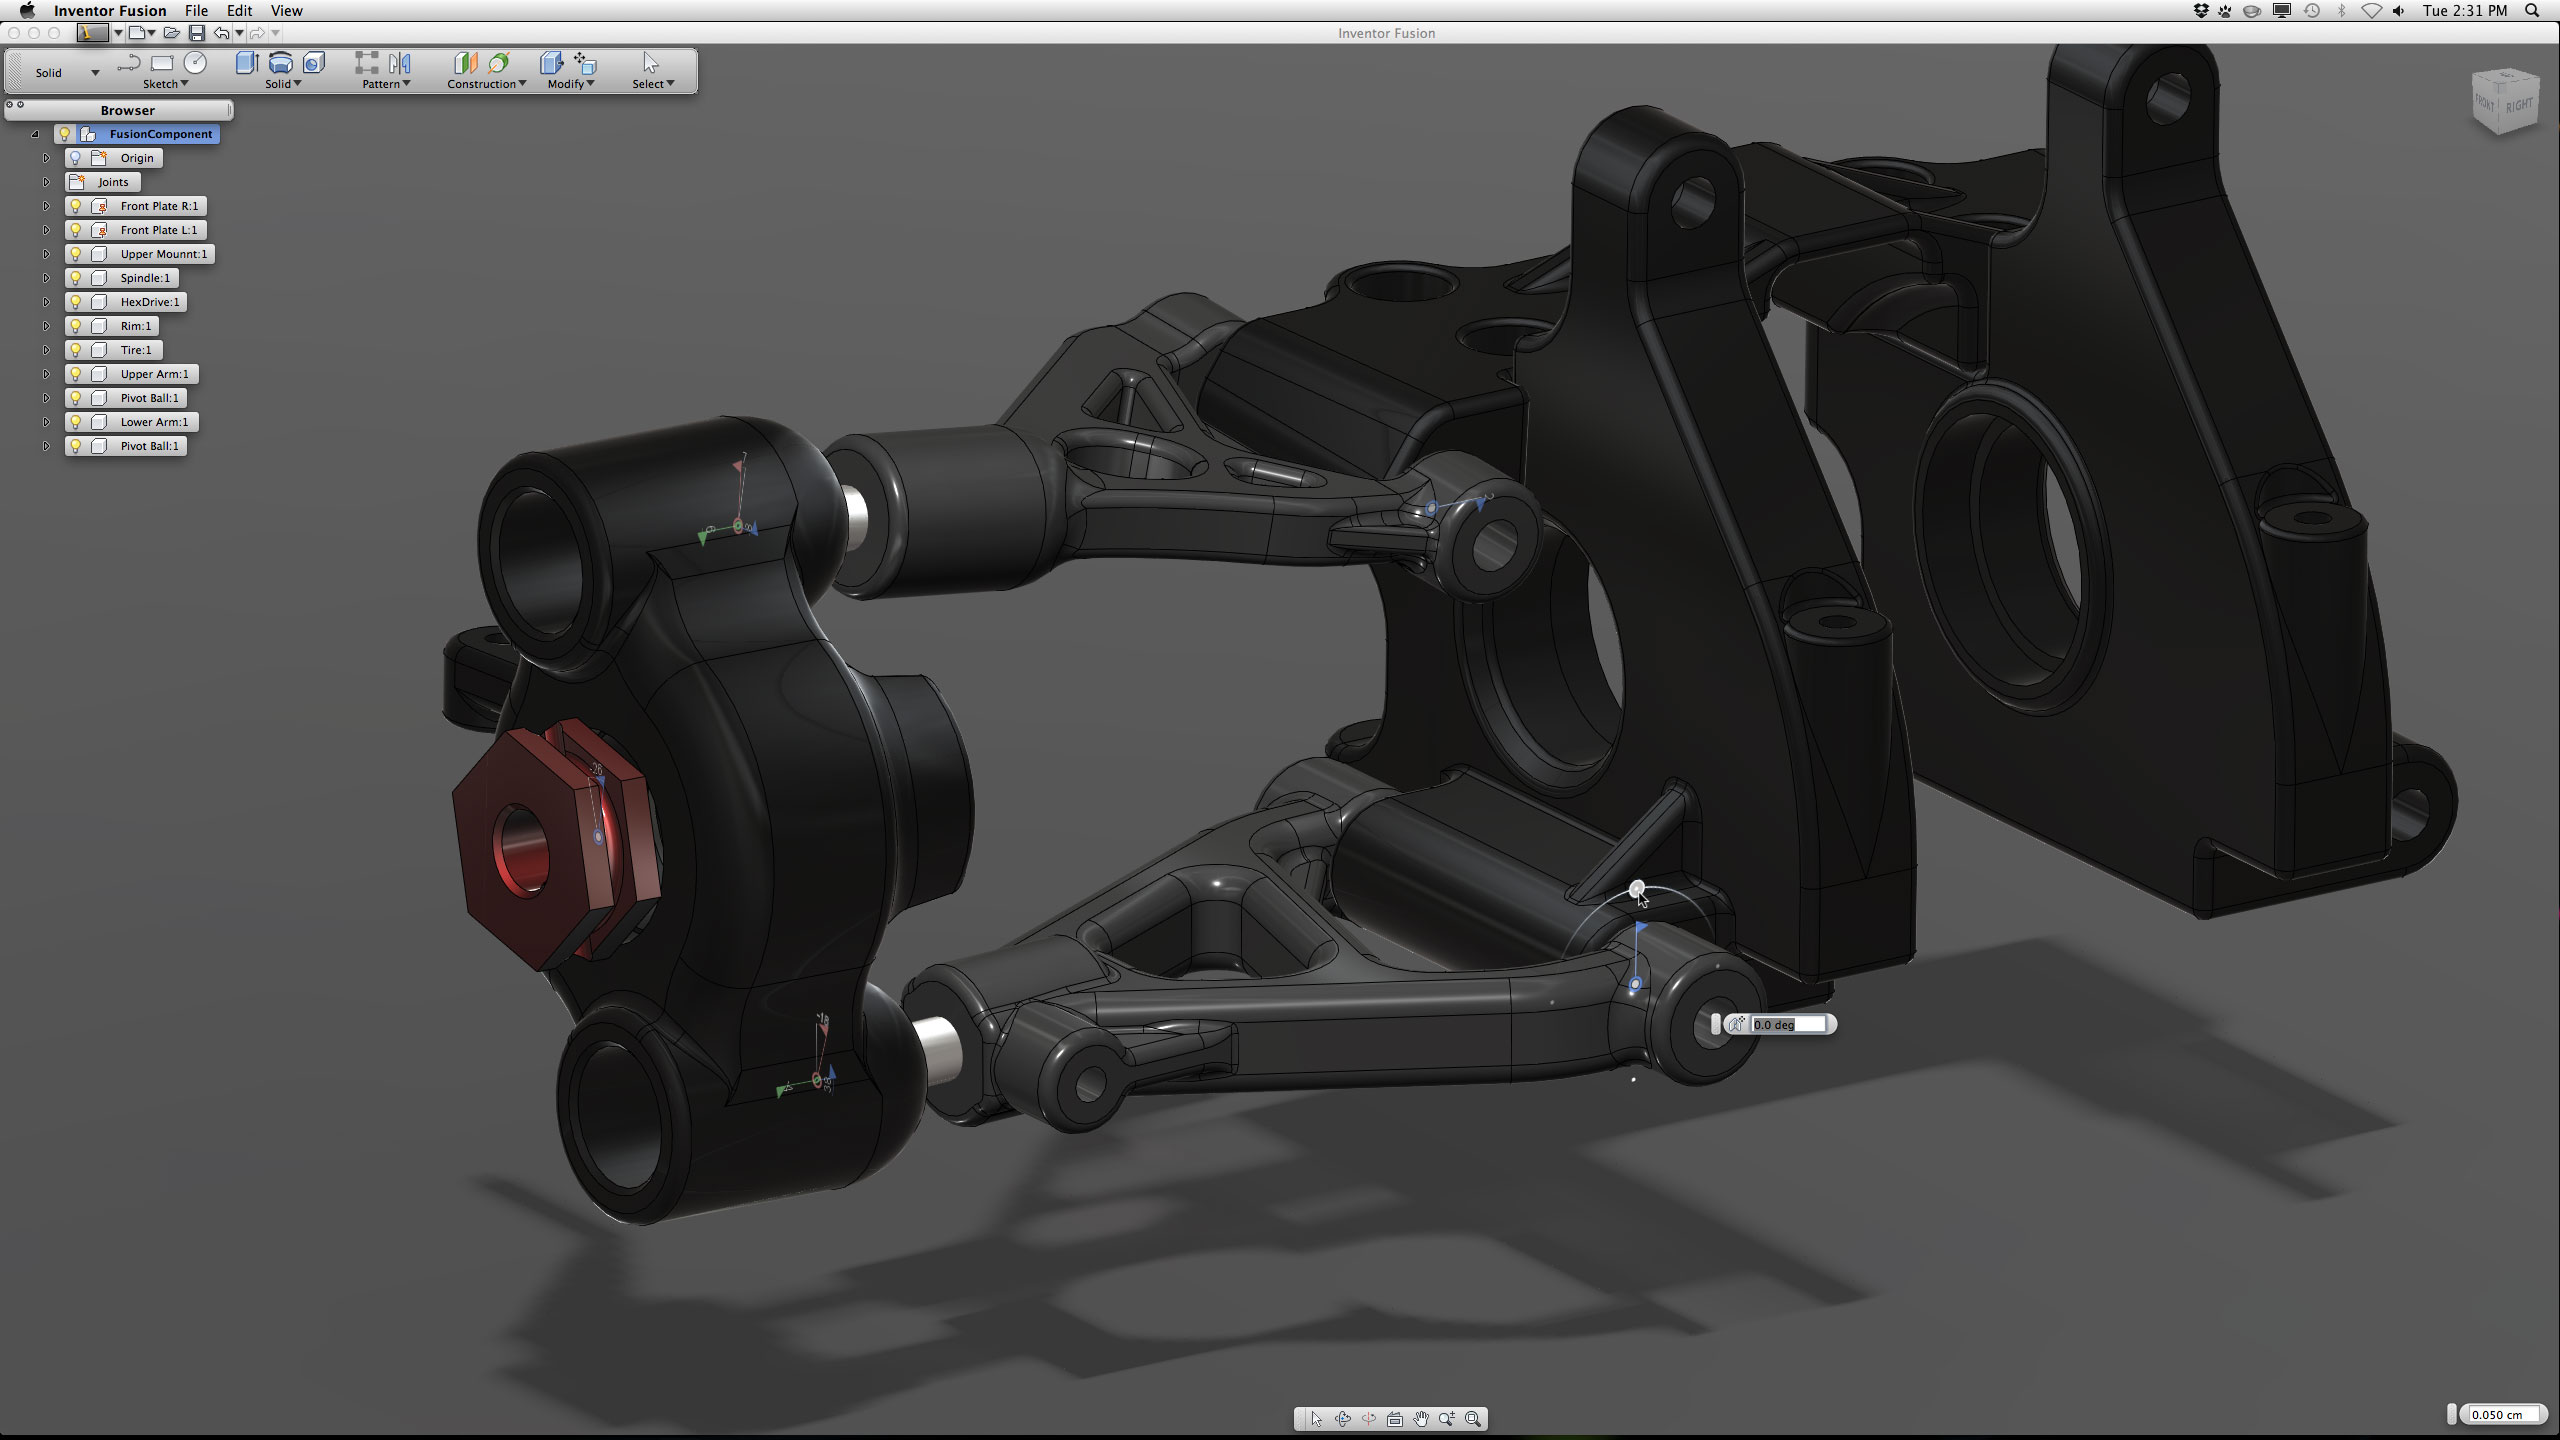 Inventor Fusion File Edit View Tue 2:31 PM
Inventor Fusion
Solid Sketch Solid Pattern Construction Modify Select
Browser
FusionComponent
Origin
Joints
Front Plate R:1
Front Plate L:1
Upper Mounnt:1
Spindle:1
HexDrive:1
Rim:1
Tire:1
Upper Arm:1
Pivot Ball:1
Lower Arm:1
Pivot Ball:1
FRONT RIGHT
0.0 deg
0.050 cm